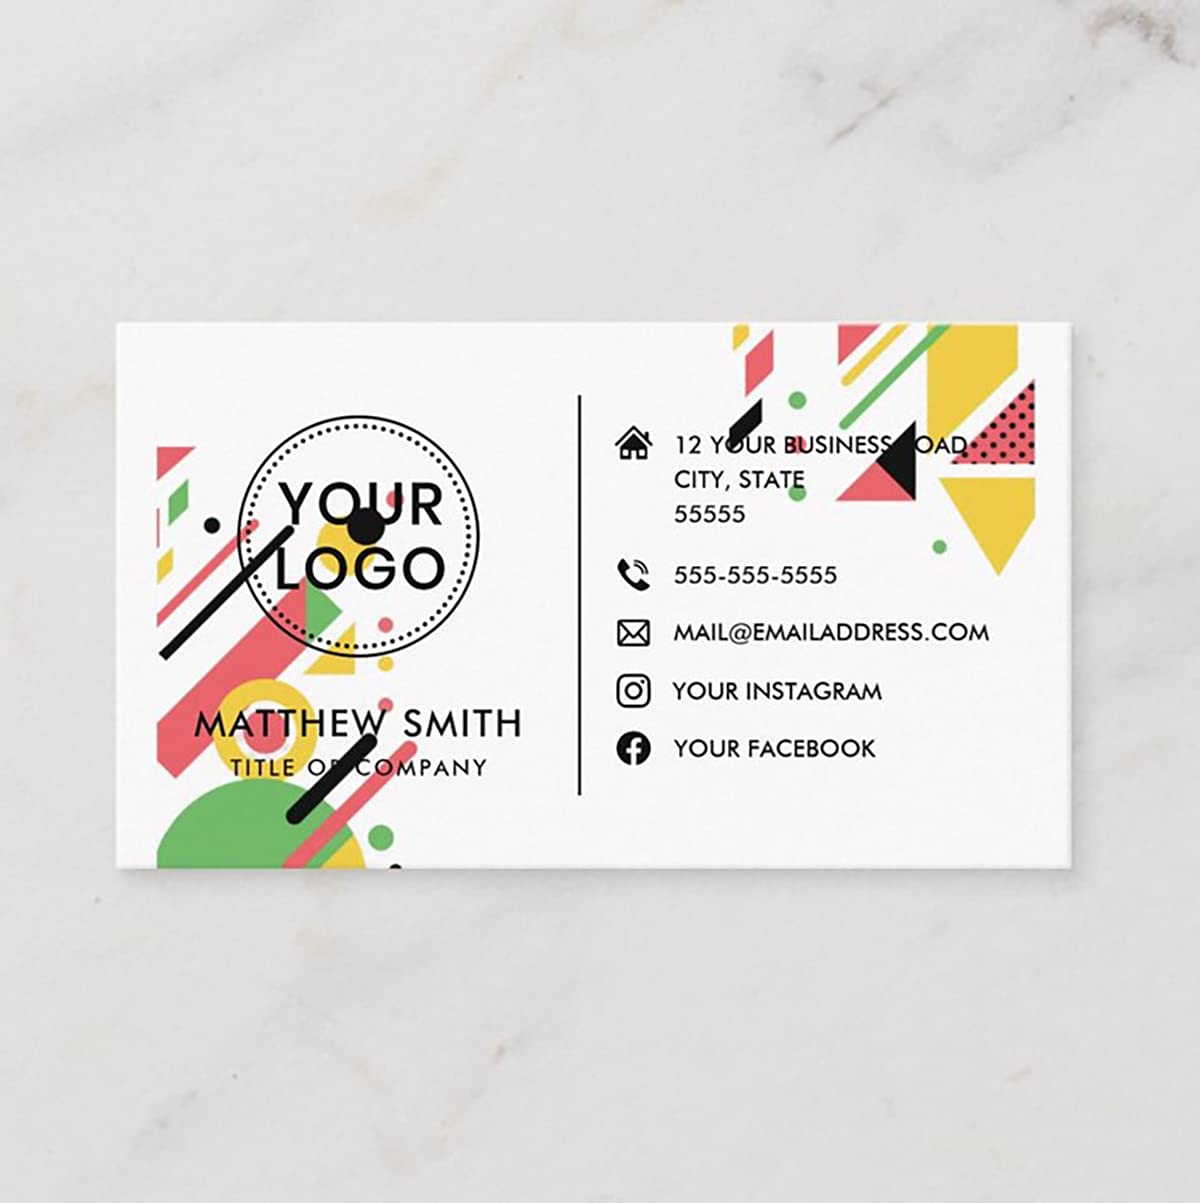 YOUR
LOGO
MATTHEW SMITH
TITLE OF COMPANY
12 YOUR BUSINESS ROAD
CITY, STATE
55555
555-555-5555
MAIL@EMAILADDRESS.COM
YOUR INSTAGRAM
YOUR FACEBOOK